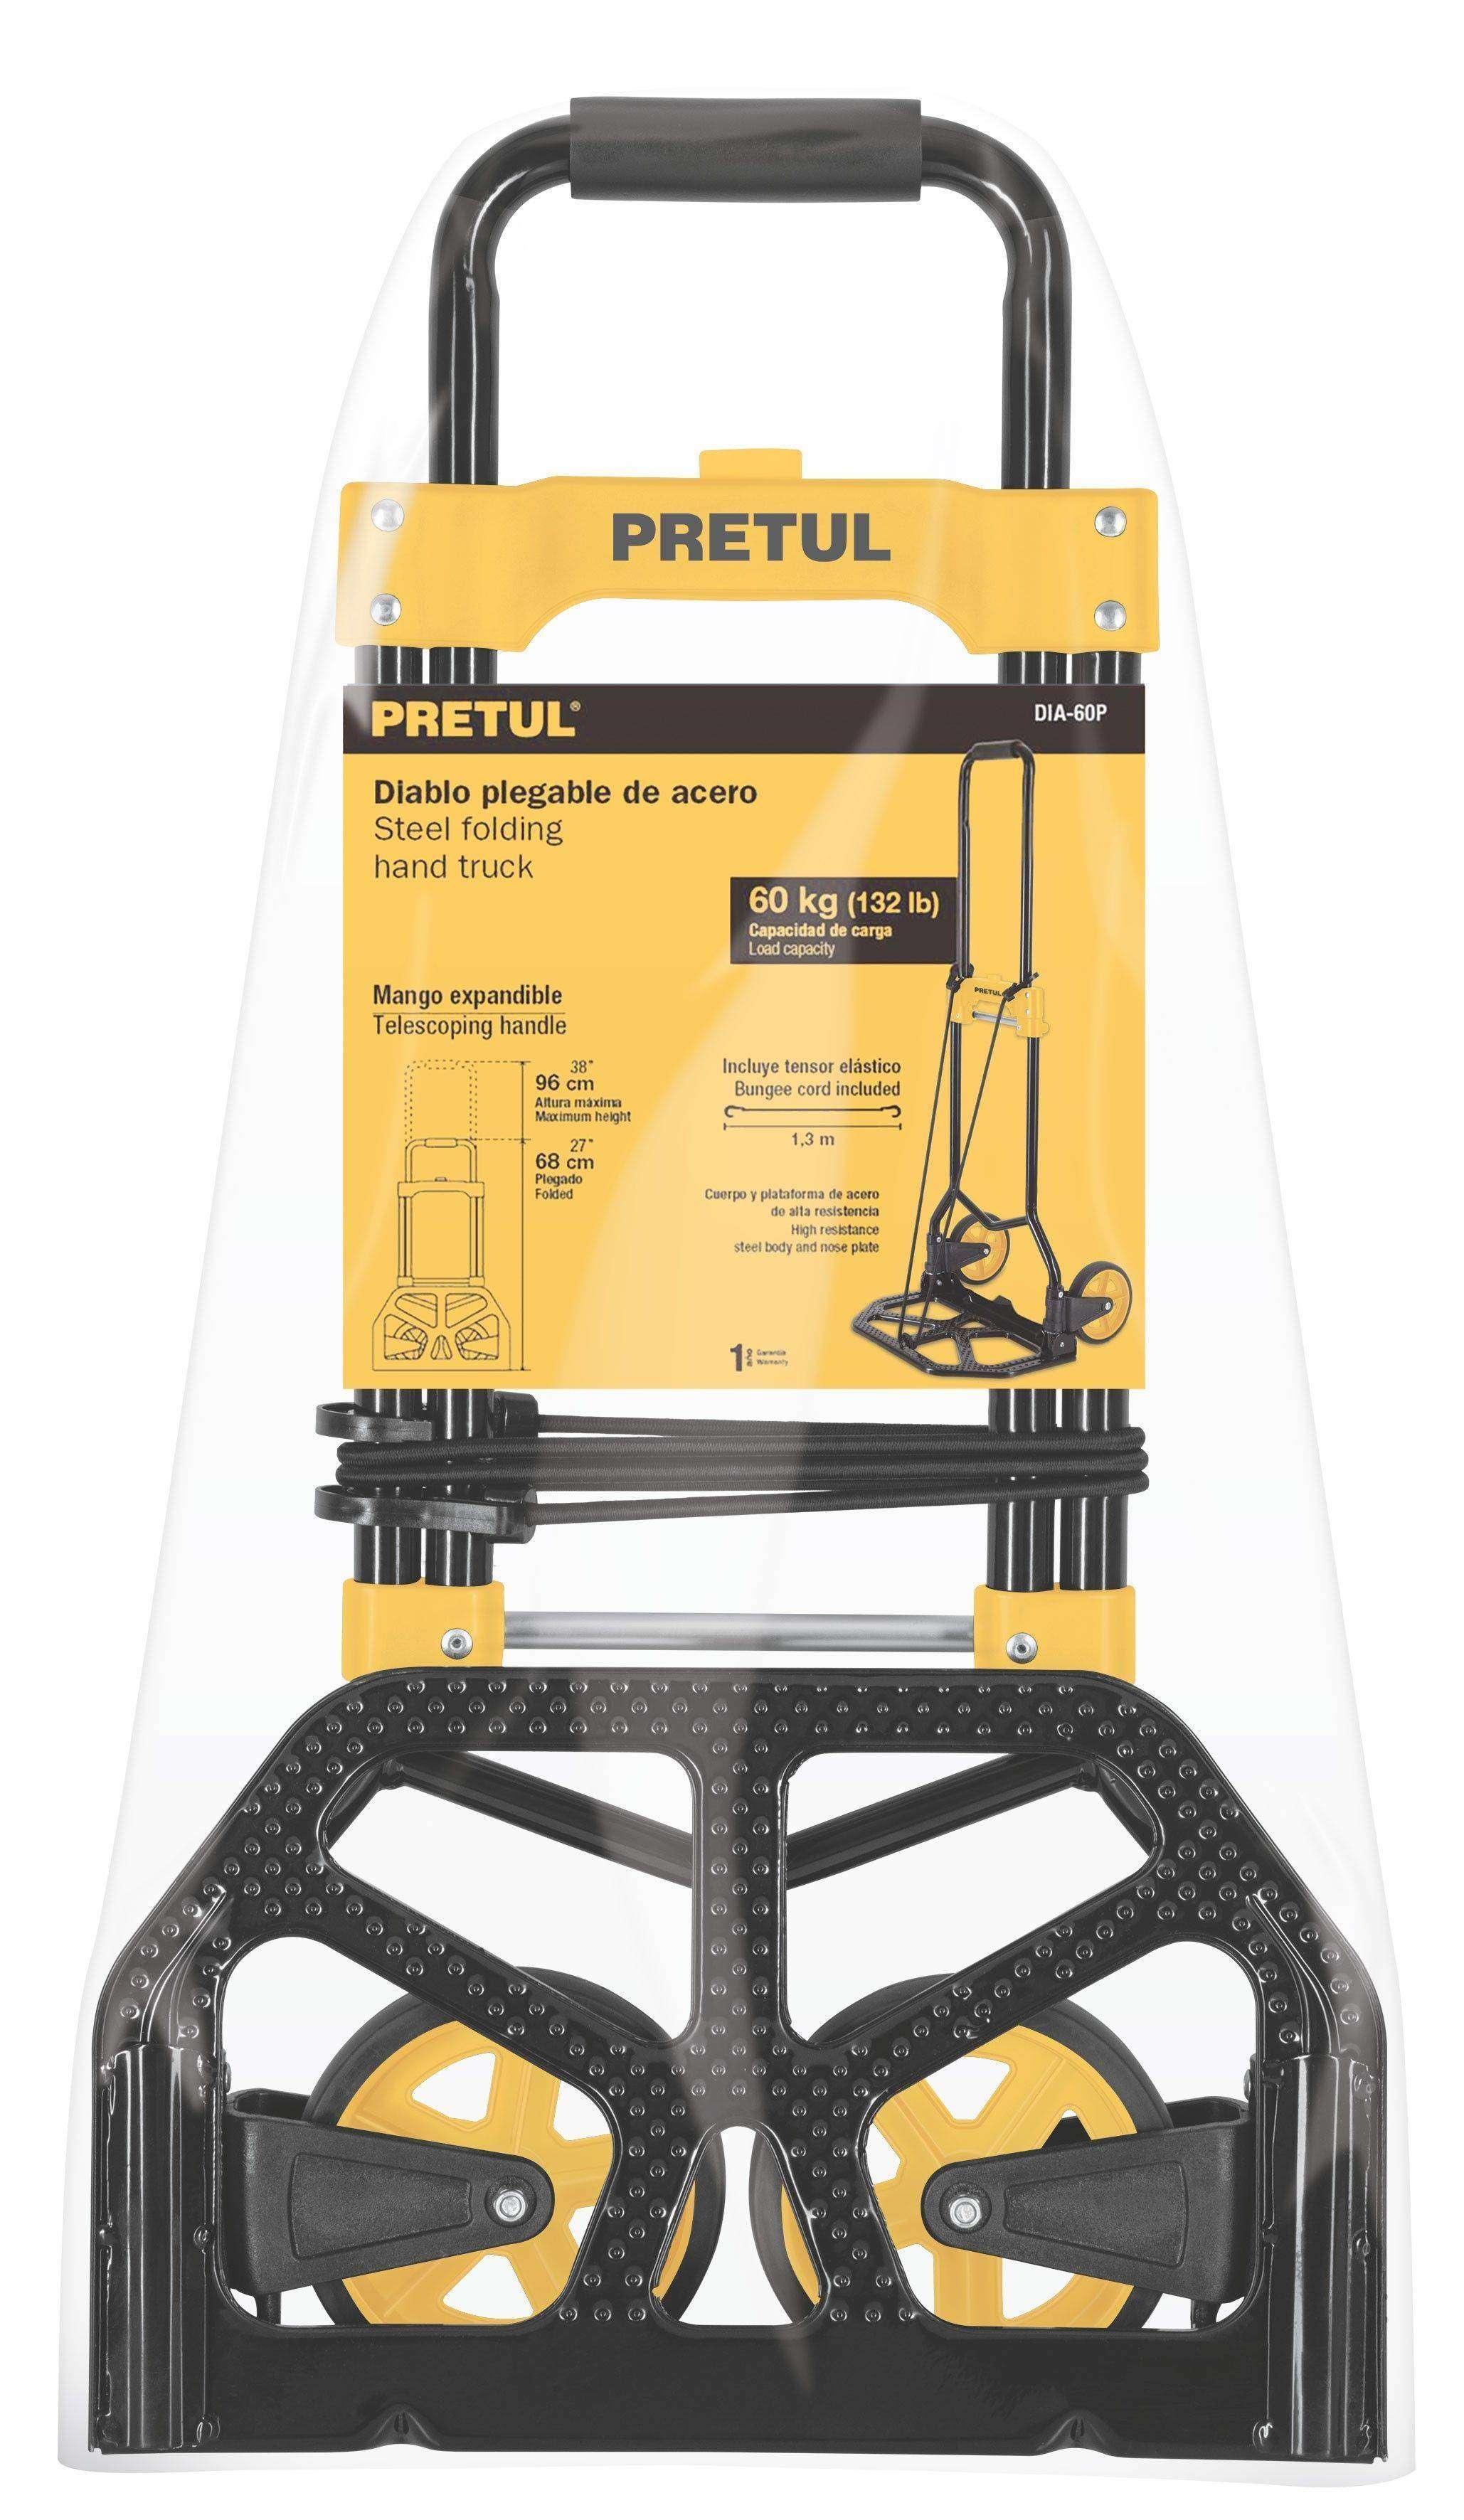 PRETUL
PRETUL®
DIA-60P
Diablo plegable de acero
Steel folding
hand truck
60 kg (132 lb)
Capacidad de carga
Load capacity
PRETUL
Mango expandible
Telescoping handle
38"
96 cm
Altura máxima
Maximum height
27"
68 cm
Plegado
Folded
Incluye tensor elástico
Bungee cord included
1,3 m
Cuerpo y plataforma de acero
de alta resistencia
High resistance
steel body and nose plate
1 año Garantía
Warranty